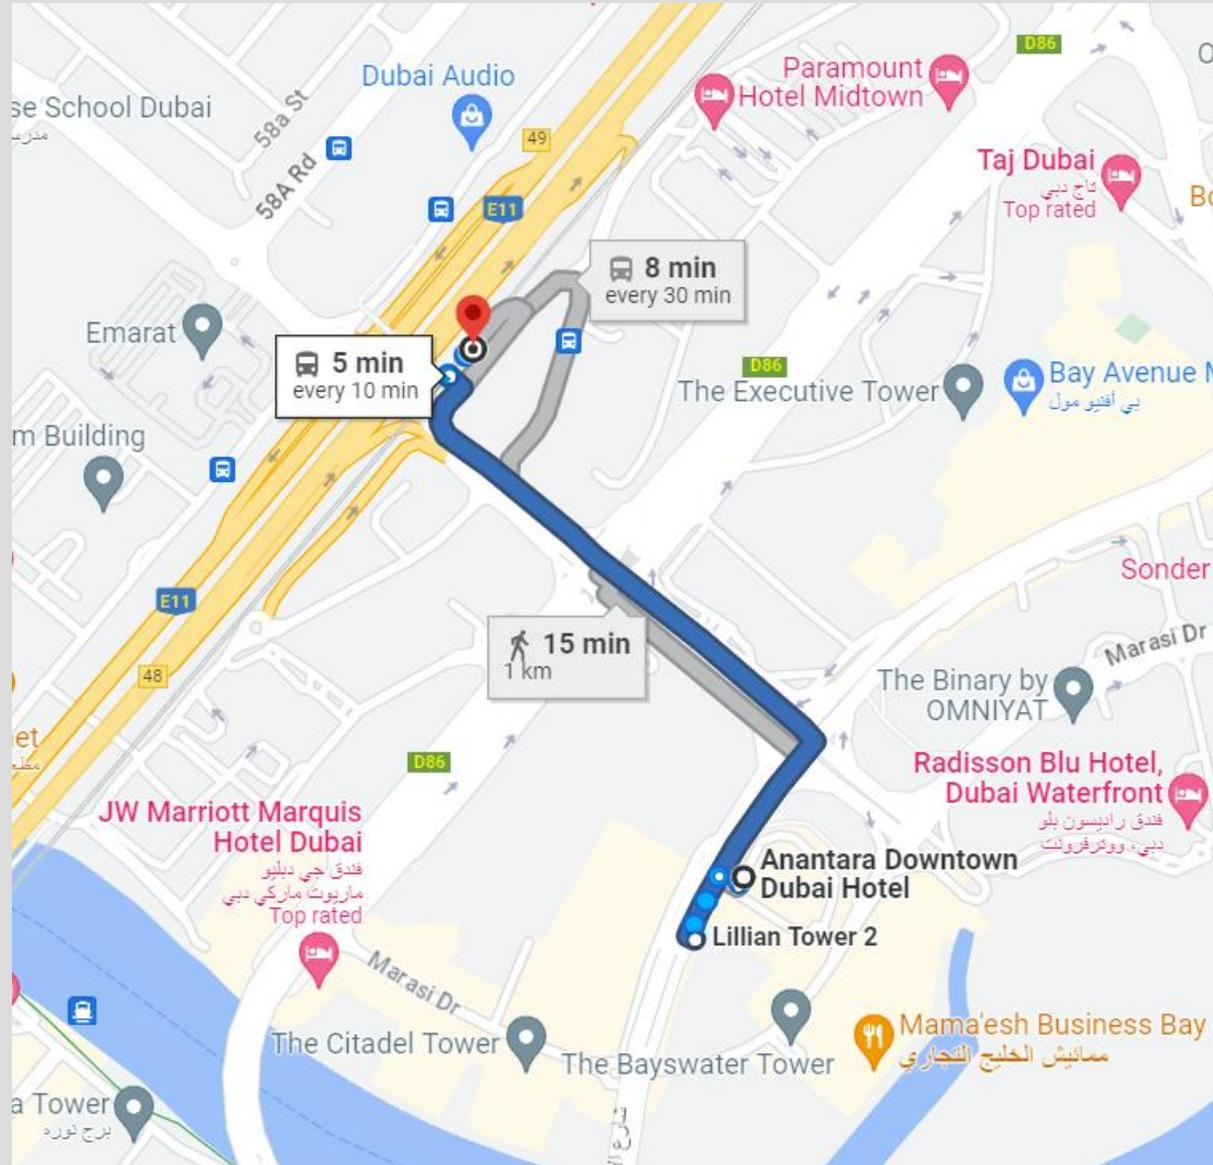 D86
Paramount
Hotel Midtown
Dubai Audio
se School Dubai
58a St
49
58A Rd
Taj Dubai
تاج دبي
Top rated
E11
8 min
every 30 min
Emarat
5 min
every 10 min
D86
The Executive Tower
Bay Avenue M
بي أفنيو مول
m Building
Sonder
E11
15 min
1 km
Marasi Dr
48
The Binary by
OMNIYAT
et
D86
Radisson Blu Hotel,
Dubai Waterfront
فندق راديسون بلو
دبي، ووترفرونت
JW Marriott Marquis
Hotel Dubai
فندق جي دبليو
ماريوت ماركي دبي
Top rated
Anantara Downtown
Dubai Hotel
Lillian Tower 2
Marasi Dr
The Citadel Tower
The Bayswater Tower
Mama'esh Business Bay
ممائيش الخليج التجاري
a Tower
برج نوره
شارع